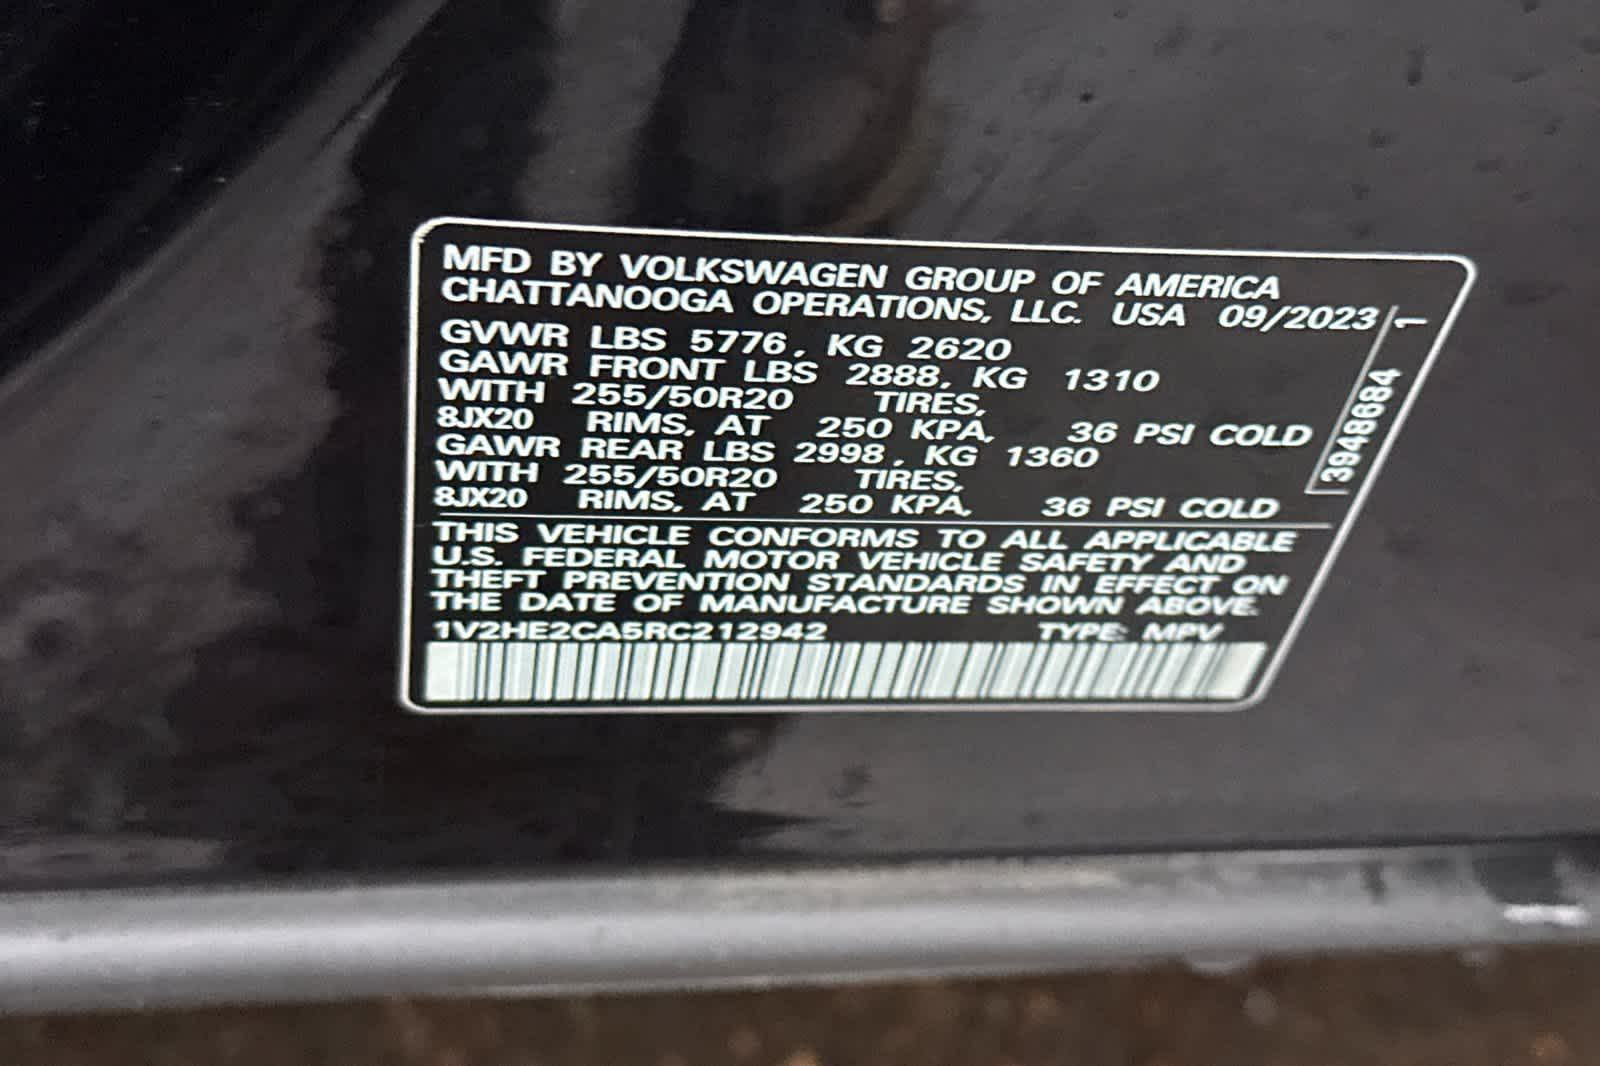 MFD BY VOLKSWAGEN GROUP OF AMERICA
CHATTANOOGA OPERATIONS, LLC. USA 09/2023
GVWR LBS 5776, KG 2620
GAWR FRONT LBS 2888, KG 1310
WITH 255/50R20 TIRES,
8JX20 RIMS, AT 250 KPA, 36 PSI COLD
GAWR REAR LBS 2998, KG 1360
WITH 255/50R20 TIRES,
8JX20 RIMS, AT 250 KPA, 36 PSI COLD
THIS VEHICLE CONFORMS TO ALL APPLICABLE
U.S. FEDERAL MOTOR VEHICLE SAFETY AND
THEFT PREVENTION STANDARDS IN EFFECT ON
THE DATE OF MANUFACTURE SHOWN ABOVE.
1V2HE2CA5RC212942 TYPE: MPV
3948684 1